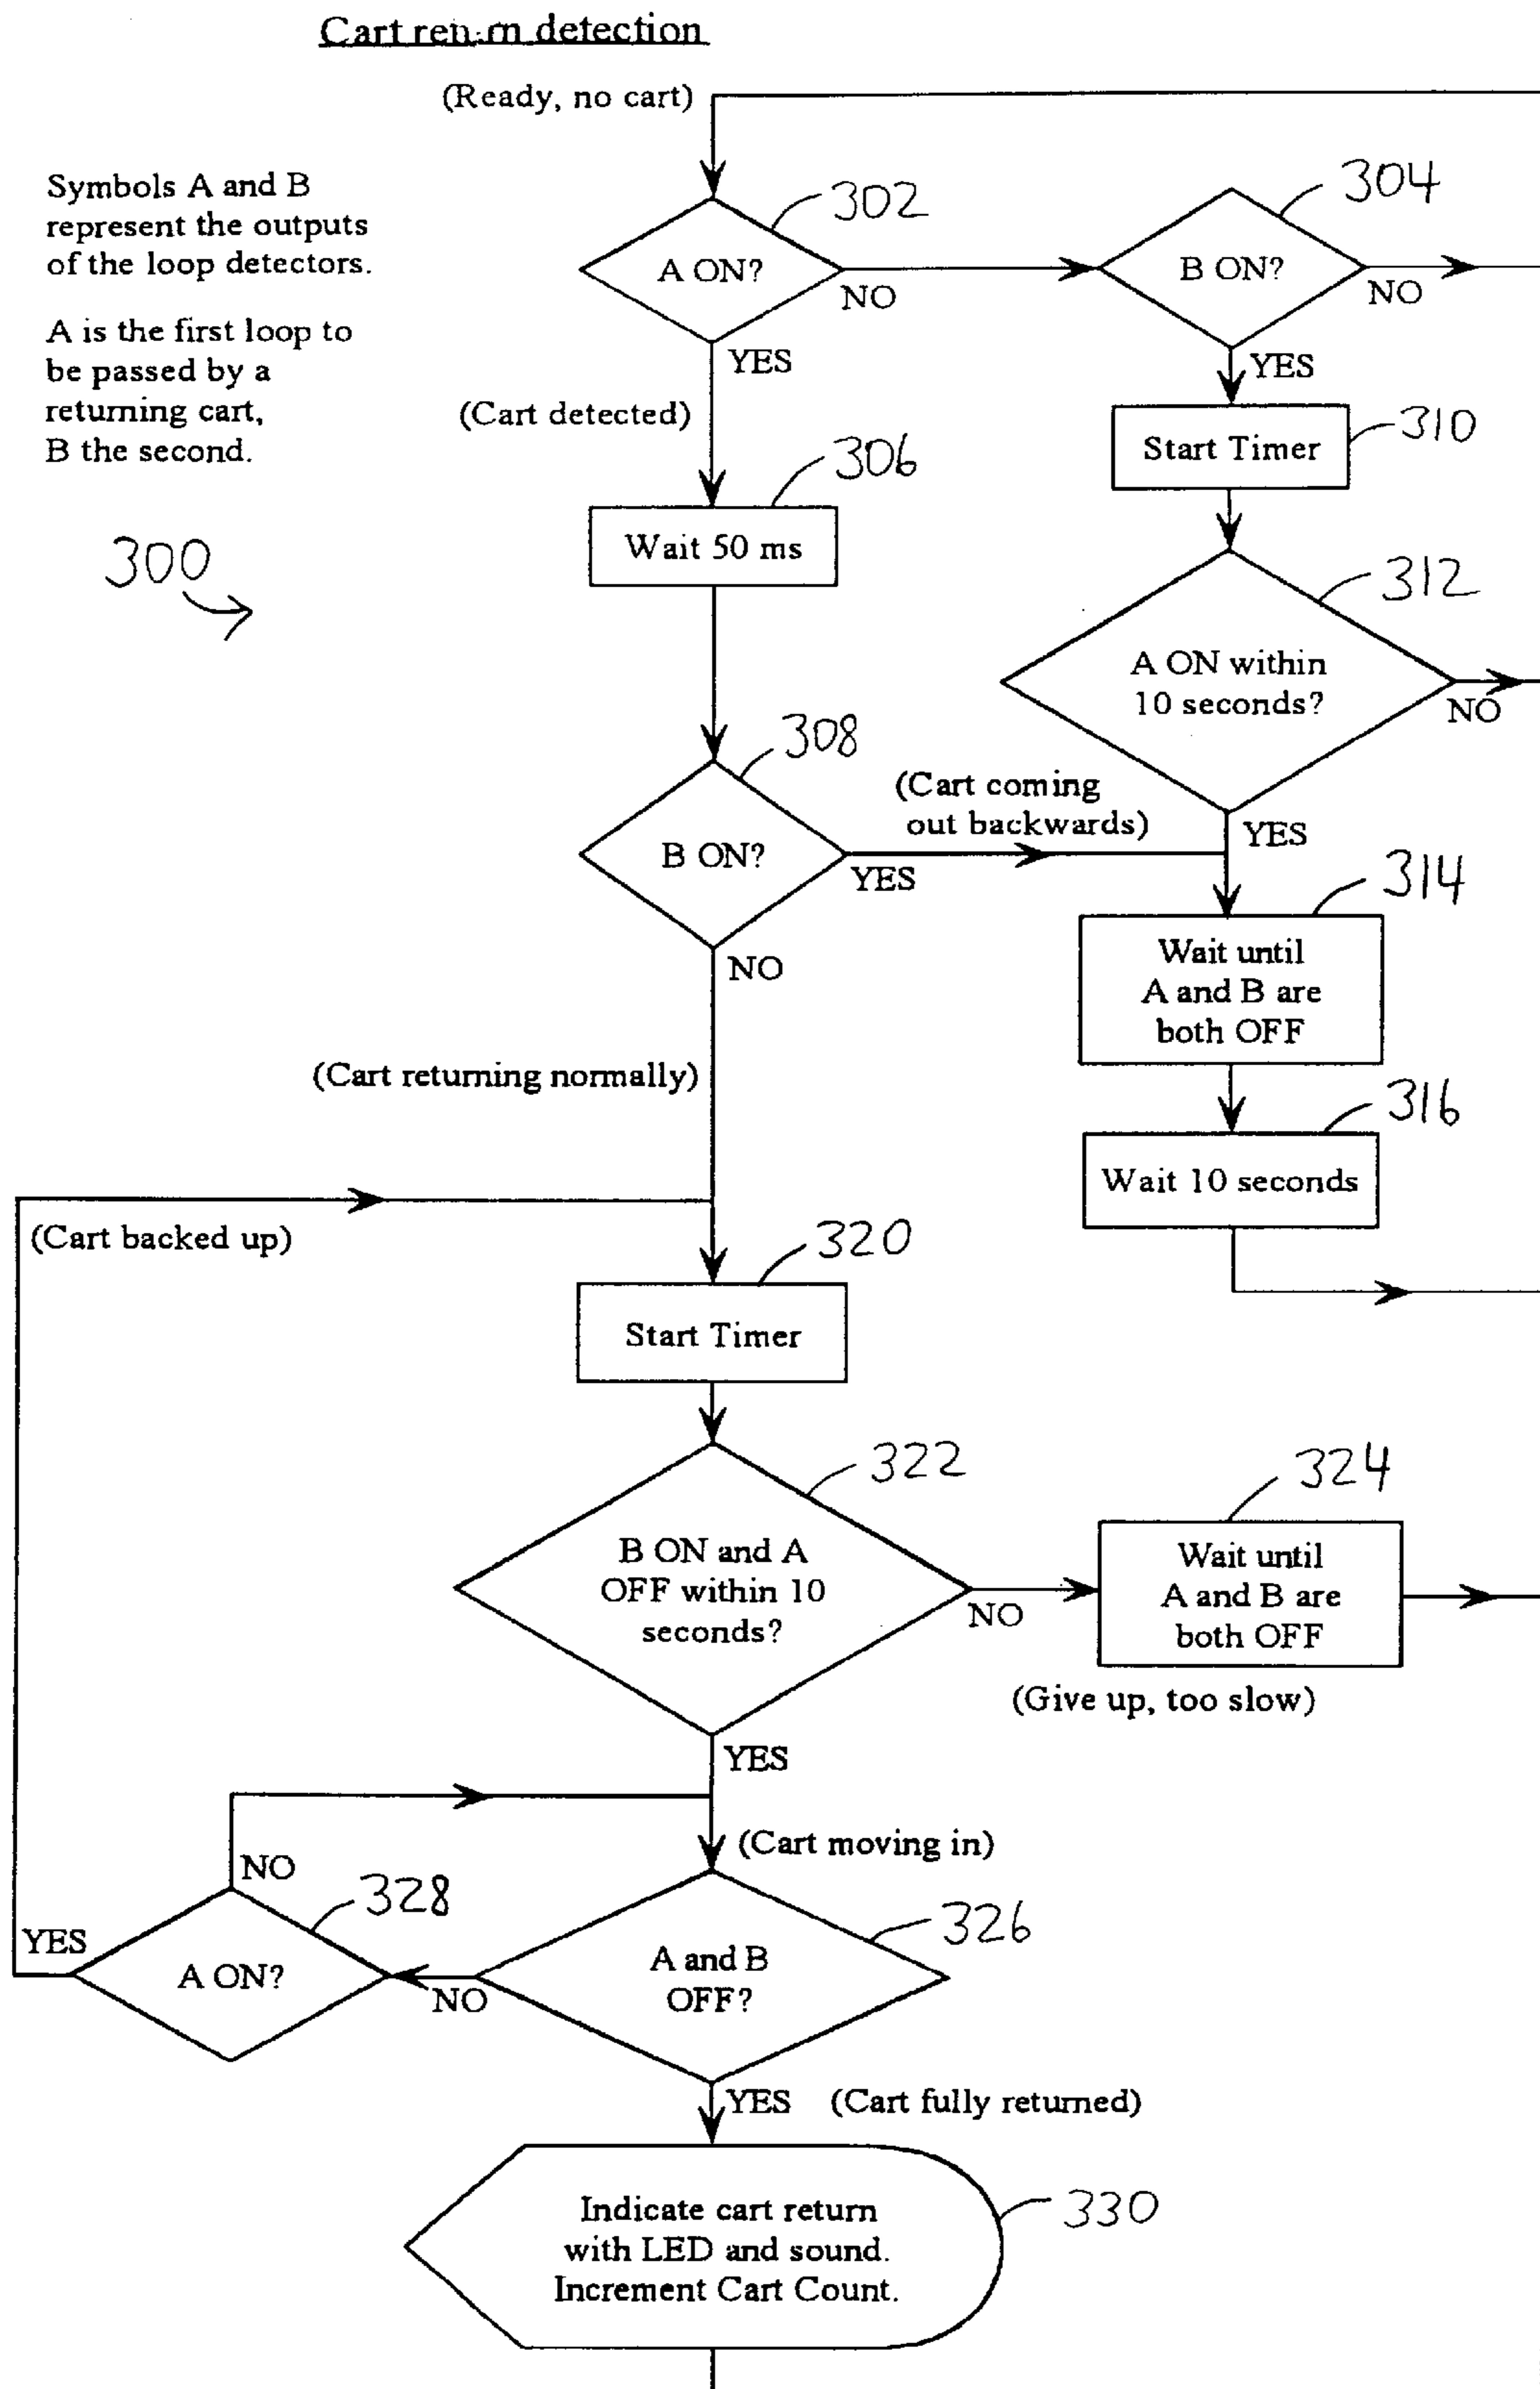 Cart return detection
(Ready, no cart)
Symbols A and B
represent the outputs
of the loop detectors.
A is the first loop to
be passed by a
returning cart,
B the second.
300
302
A ON?
NO
YES
304
B ON?
NO
YES
(Cart detected)
306
Wait 50 ms
310
Start Timer
312
A ON within
10 seconds?
NO
YES
308
B ON?
YES
NO
(Cart coming
out backwards)
314
Wait until
A and B are
both OFF
316
Wait 10 seconds
(Cart returning normally)
(Cart backed up)
320
Start Timer
322
B ON and A
OFF within 10
seconds?
NO
YES
324
Wait until
A and B are
both OFF
(Give up, too slow)
(Cart moving in)
326
A and B
OFF?
NO
YES
328
A ON?
NO
YES
(Cart fully returned)
330
Indicate cart return
with LED and sound.
Increment Cart Count.